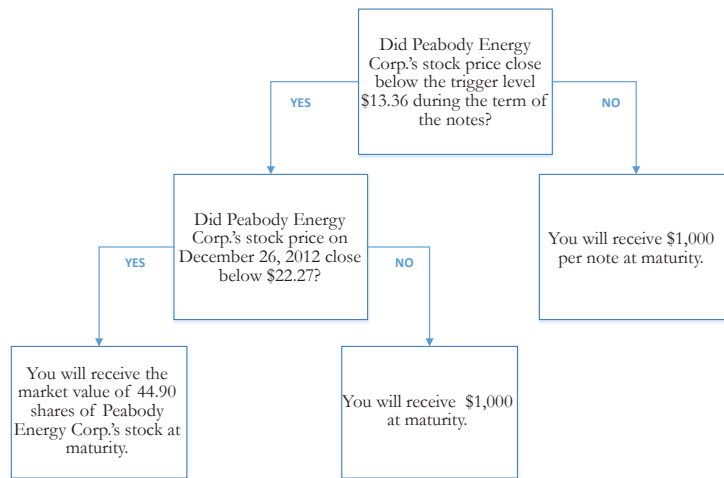 Did Peabody Energy
Corp.'s stock price close
below the trigger level
$13.36 during the term of
the notes?
YES
NO
Did Peabody Energy
Corp.'s stock price on
December 26, 2012 close
below $22.27?
You will receive $1,000
per note at maturity.
YES
NO
You will receive the
market value of 44.90
shares of Peabody
Energy Corp.'s stock at
maturity.
You will receive $1,000
at maturity.